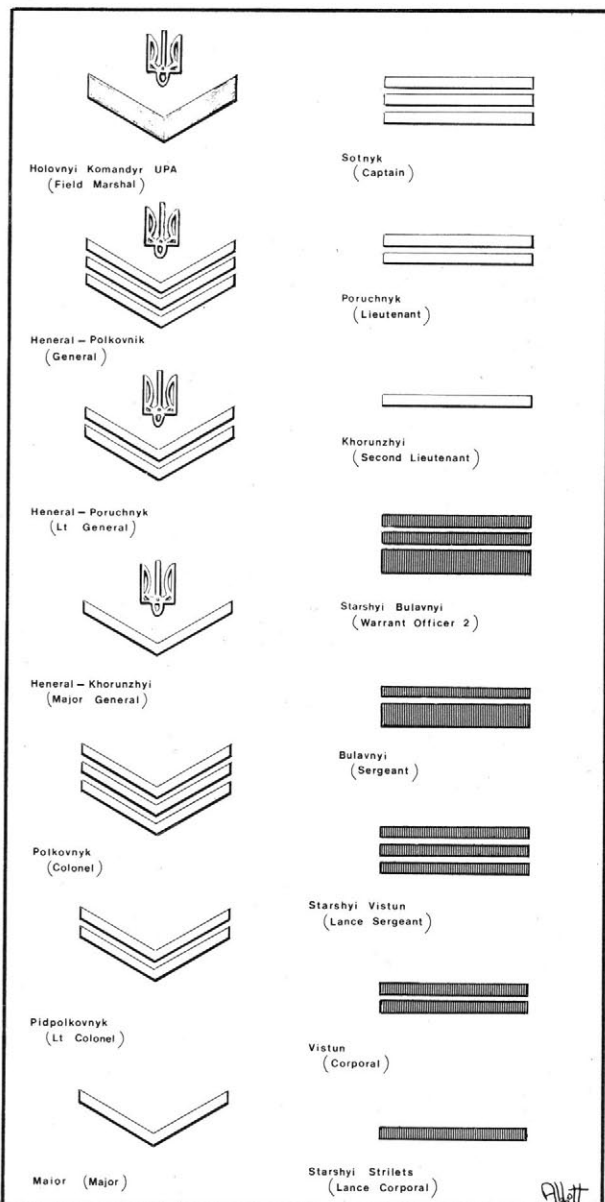 Holovnyi Komandyr UPA
(Field Marshal)
Heneral – Polkovnik
(General)
Heneral – Poruchnyk
(Lt General)
Heneral – Khorunzhyi
(Major General)
Polkovnyk
(Colonel)
Pidpolkovnyk
(Lt Colonel)
Maior (Major)
Sotnyk
(Captain)
Poruchnyk
(Lieutenant)
Khorunzhyi
(Second Lieutenant)
Starshyi Bulavnyi
(Warrant Officer 2)
Bulavnyi
(Sergeant)
Starshyi Vistun
(Lance Sergeant)
Vistun
(Corporal)
Starshyi Strilets
(Lance Corporal)
Abbott